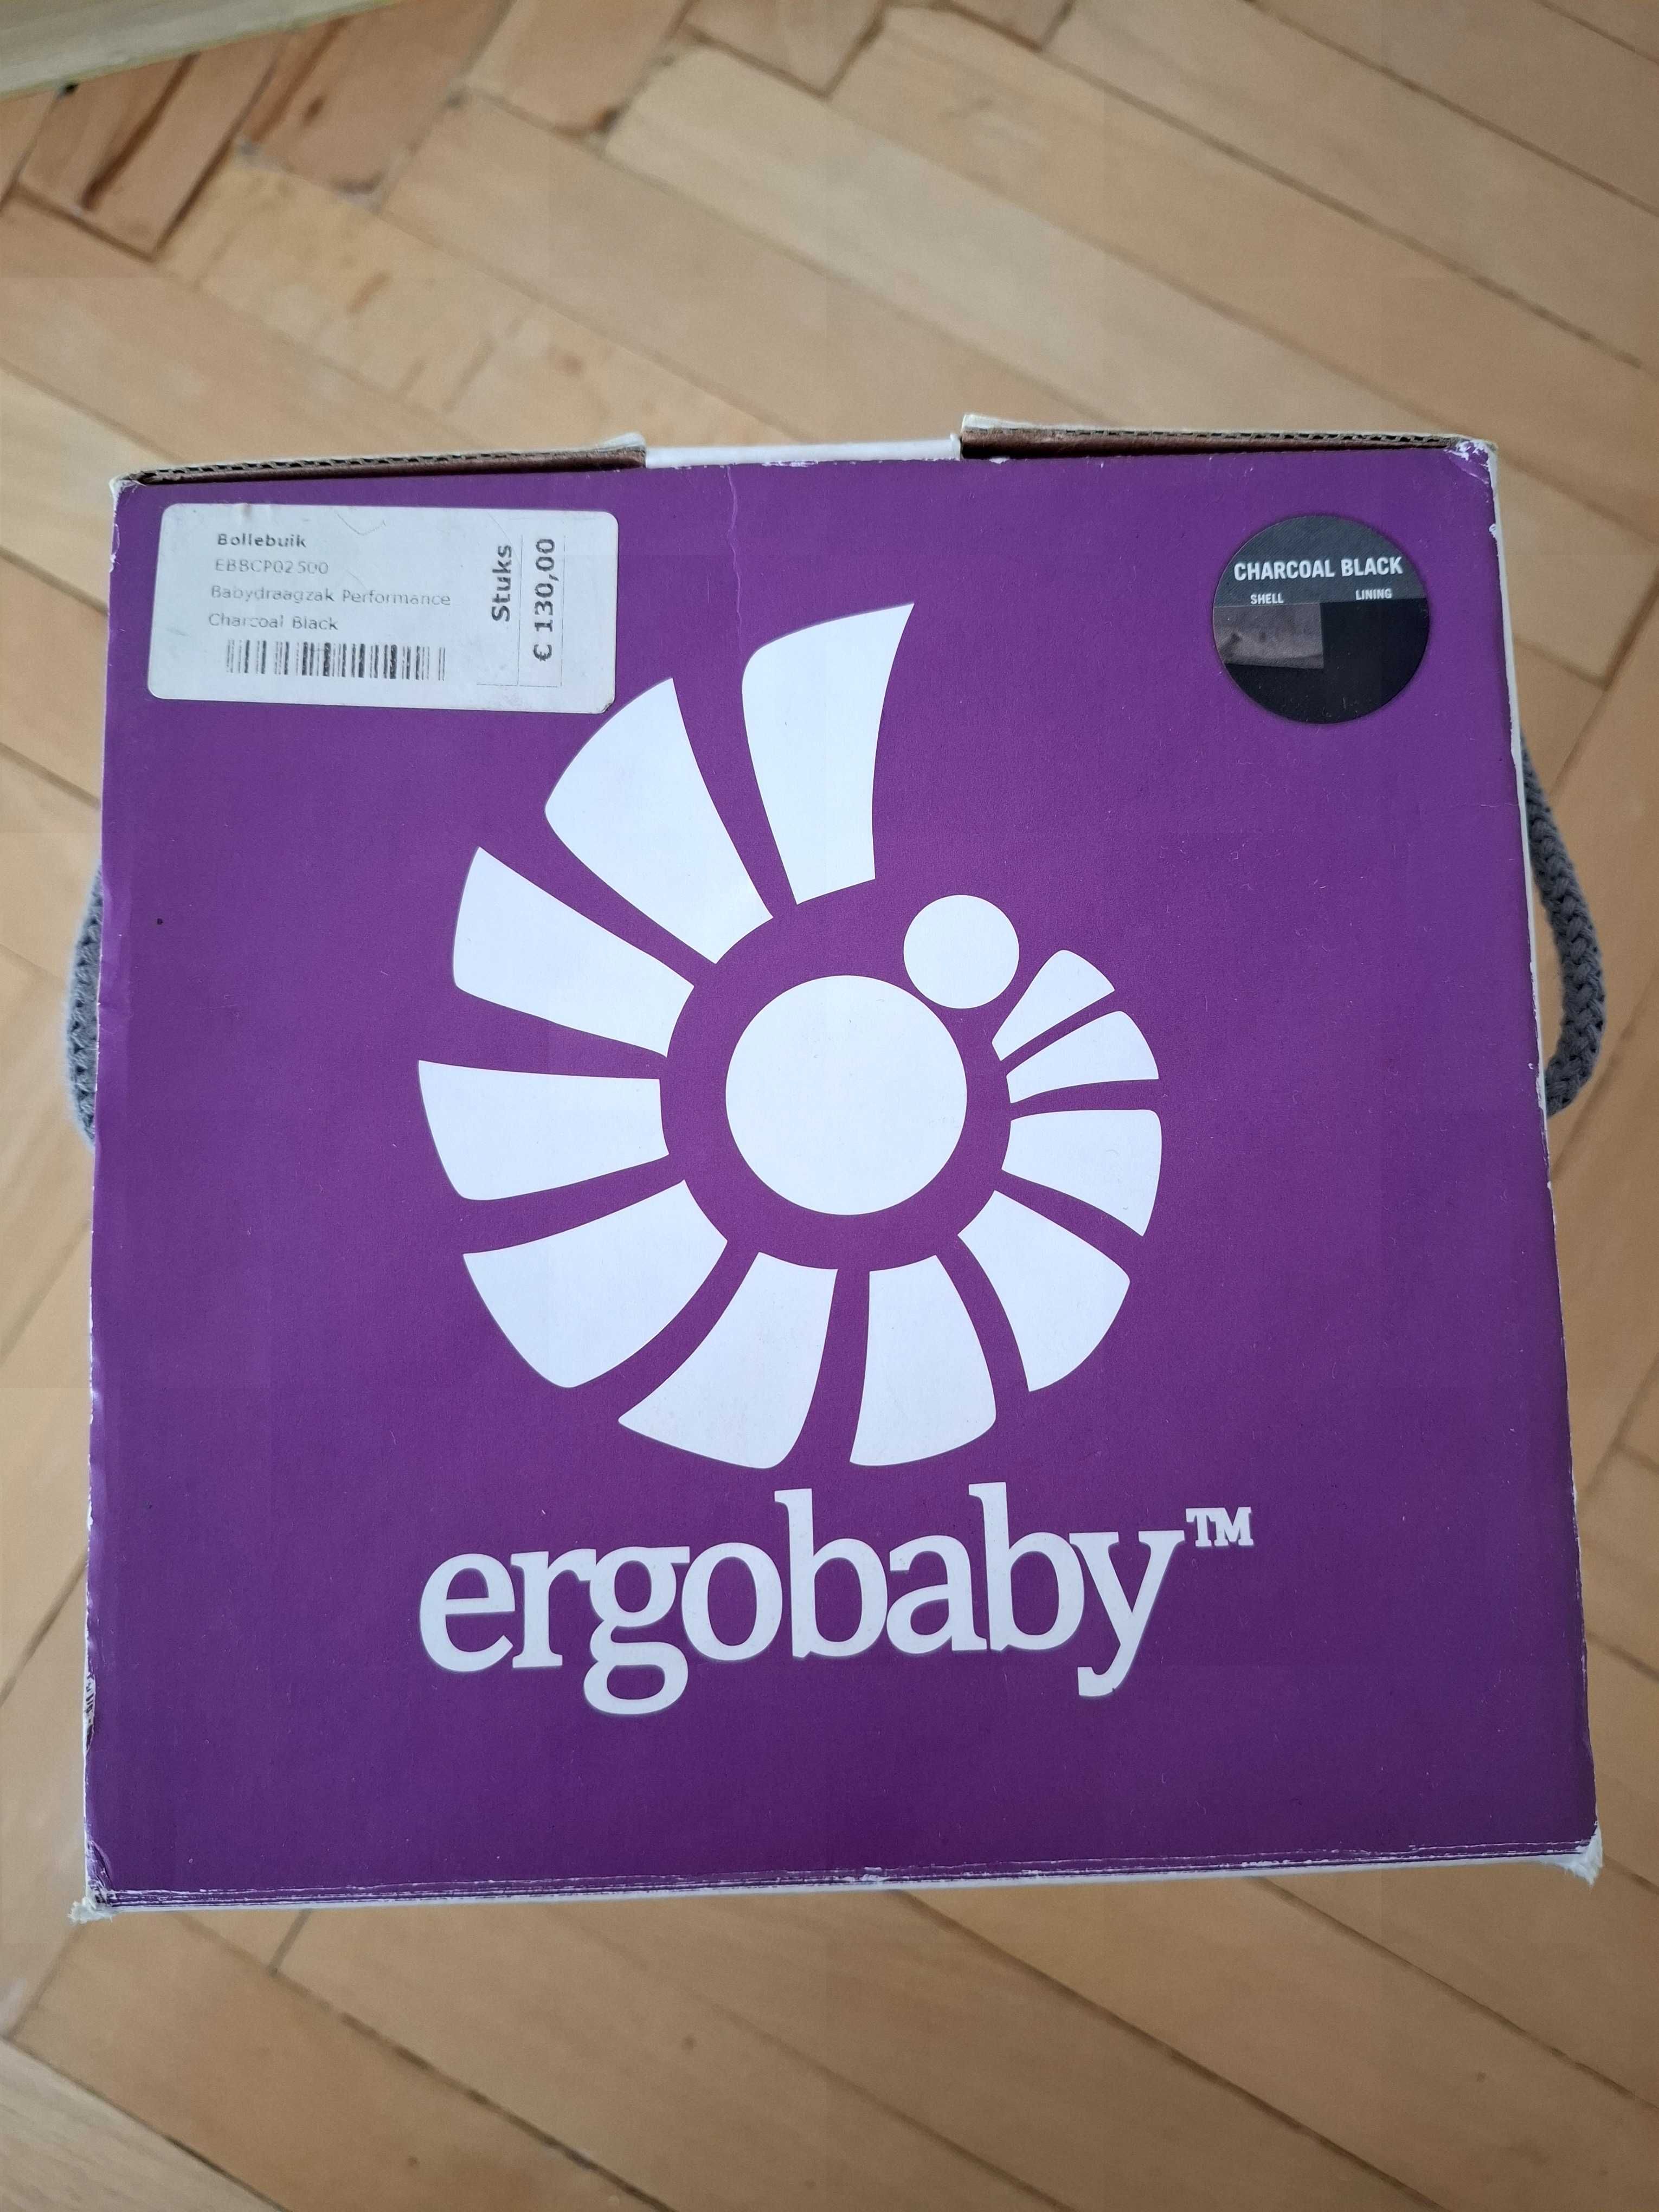 Bollebuik
EBBCP02500
Babydraagzak Performance
Charcoal Black
Stuks
€ 130,00
CHARCOAL BLACK
SHELL LINING
ergobaby™